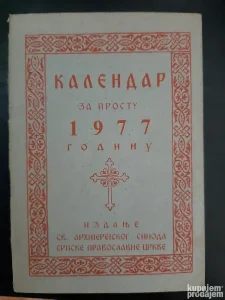 КАЛЕНДАР
ЗА ПРОСТУ
1977
ГОДИНУ
ИЗДАЊЕ
СВ. АРХИЈЕРЕЈСКОГ СИНОДА
СРПСКЕ ПРАВОСЛАВНЕ ЦРКВЕ
kupujem
prodajem